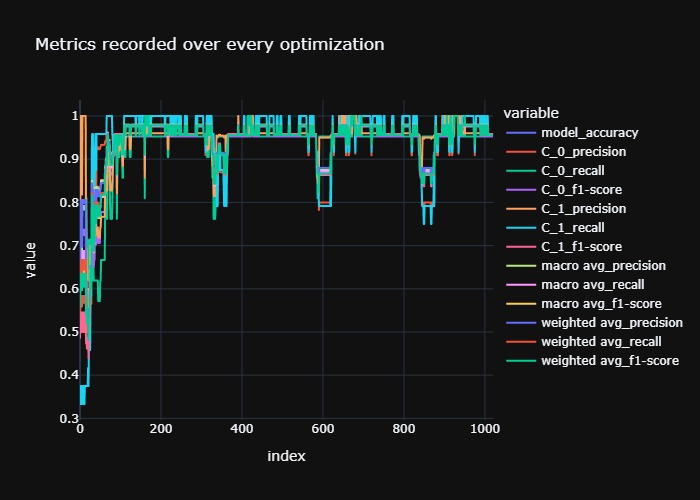 Metrics recorded over every optimization
variable
model_accuracy
C_0_precision
C_0_recall
C_0_f1-score
C_1_precision
C_1_recall
C_1_f1-score
macro avg_precision
macro avg_recall
macro avg_f1-score
weighted avg_precision
weighted avg_recall
weighted avg_f1-score
value
1
0.9
0.8
0.7
0.6
0.5
0.4
0.3
0
200
400
600
800
1000
index